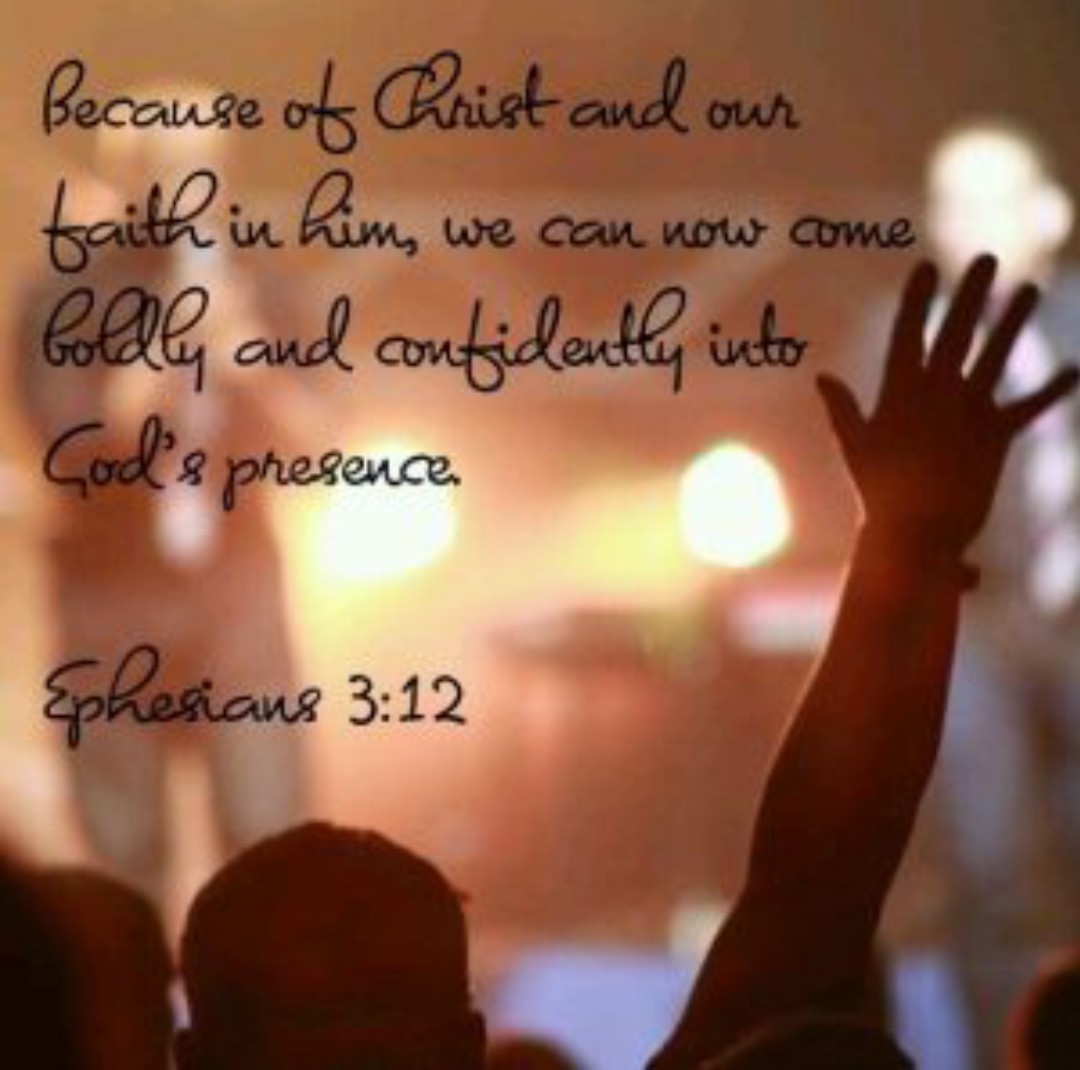 Because of Christ and our
faith in him, we can now come
boldly and confidently into
God's presence.
Ephesians 3:12